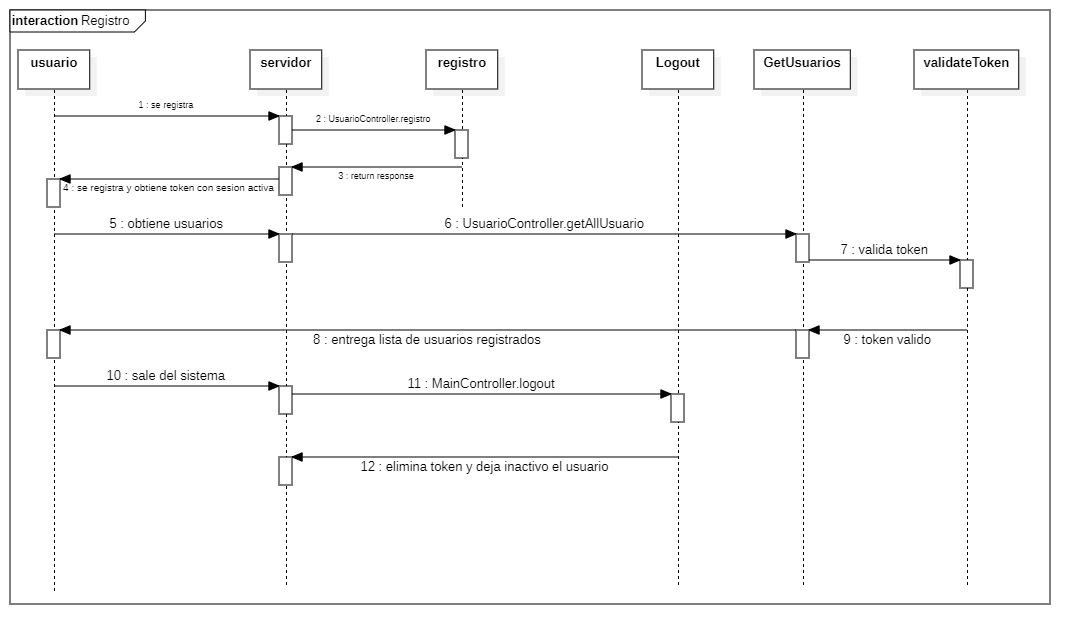 interaction Registro
usuario
servidor
registro
Logout
GetUsuarios
validateToken
1 : se registra
2 : UsuarioController.registro
3 : return response
4 : se registra y obtiene token con sesion activa
5 : obtiene usuarios
6 : UsuarioController.getAllUsuario
7 : valida token
8 : entrega lista de usuarios registrados
9 : token valido
10 : sale del sistema
11 : MainController.logout
12 : elimina token y deja inactivo el usuario